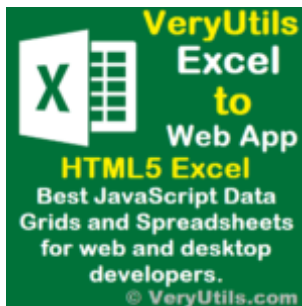 VeryUtils
Excel
to
Web App
HTML5 Excel
Best JavaScript Data
Grids and Spreadsheets
for web and desktop
developers.
© VeryUtils.com
X